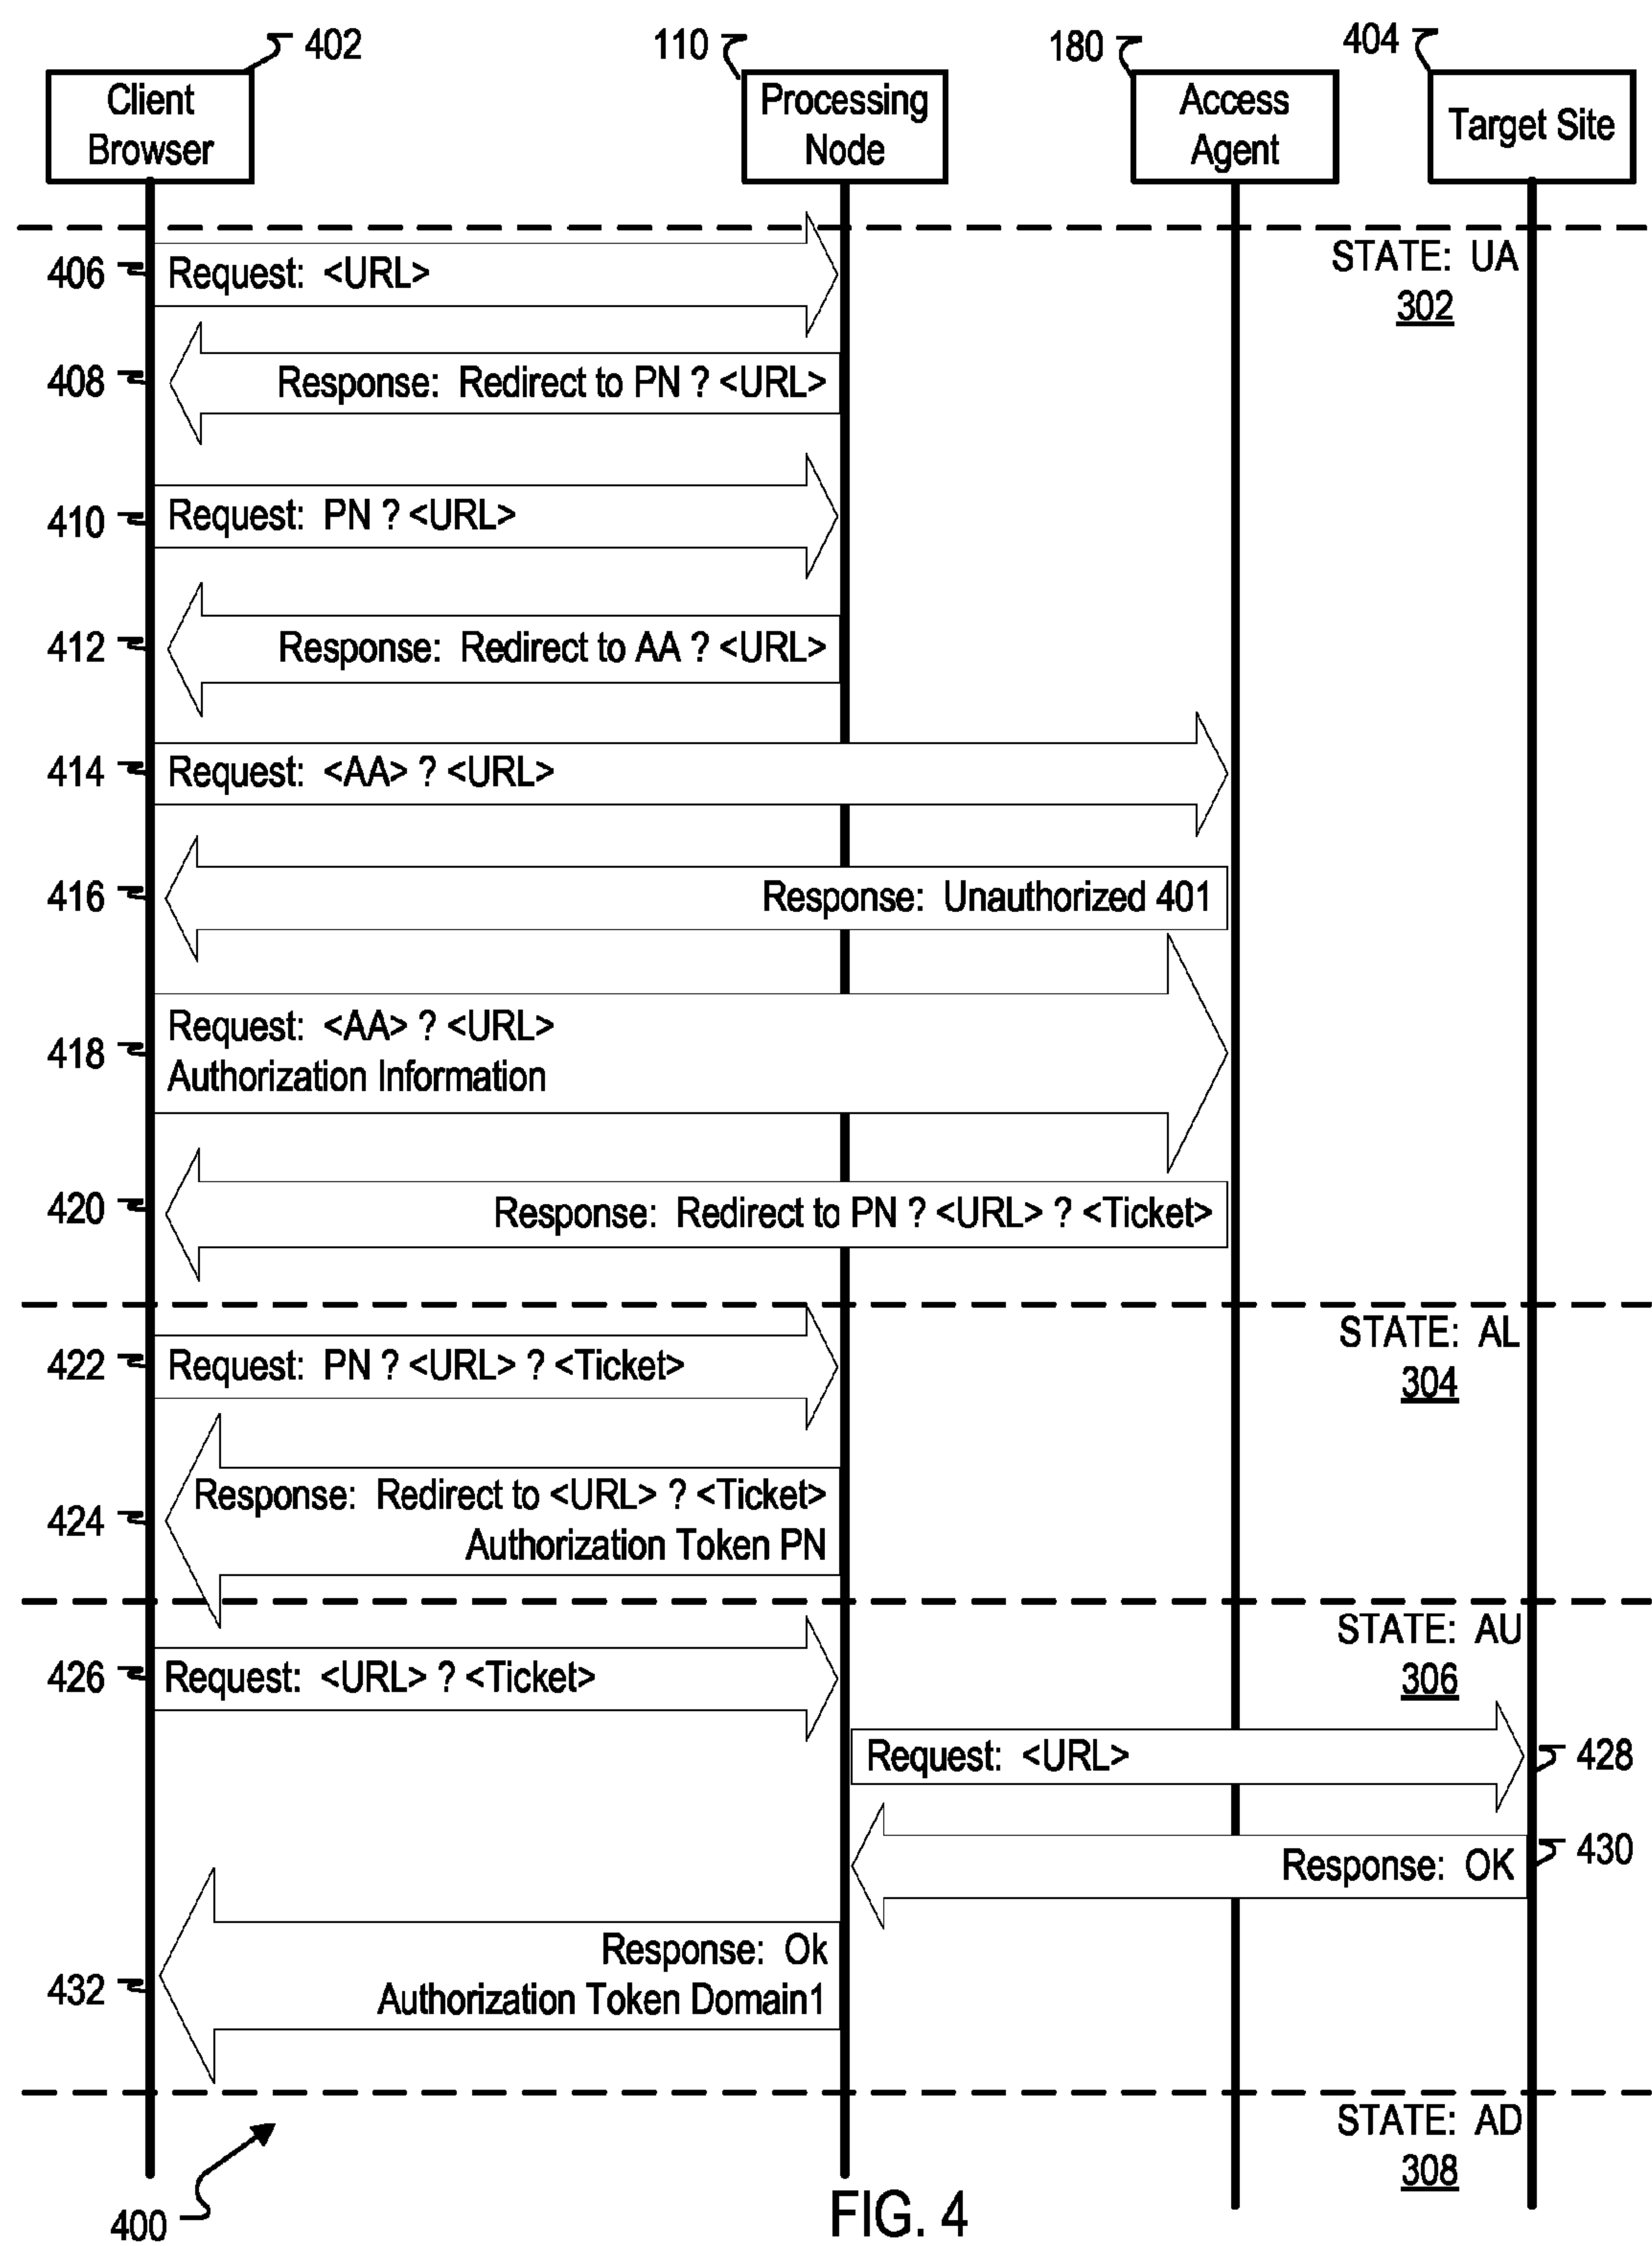 402
110
180
404
Client
Browser
Processing
Node
Access
Agent
Target Site
STATE: UA
302
406
Request: <URL>
408
Response: Redirect to PN ? <URL>
410
Request: PN ? <URL>
412
Response: Redirect to AA ? <URL>
414
Request: <AA> ? <URL>
416
Response: Unauthorized 401
418
Request: <AA> ? <URL>
Authorization Information
420
Response: Redirect to PN ? <URL> ? <Ticket>
STATE: AL
304
422
Request: PN ? <URL> ? <Ticket>
424
Response: Redirect to <URL> ? <Ticket>
Authorization Token PN
STATE: AU
306
426
Request: <URL> ? <Ticket>
Request: <URL>
428
Response: OK
430
432
Response: Ok
Authorization Token Domain1
STATE: AD
308
400
FIG. 4